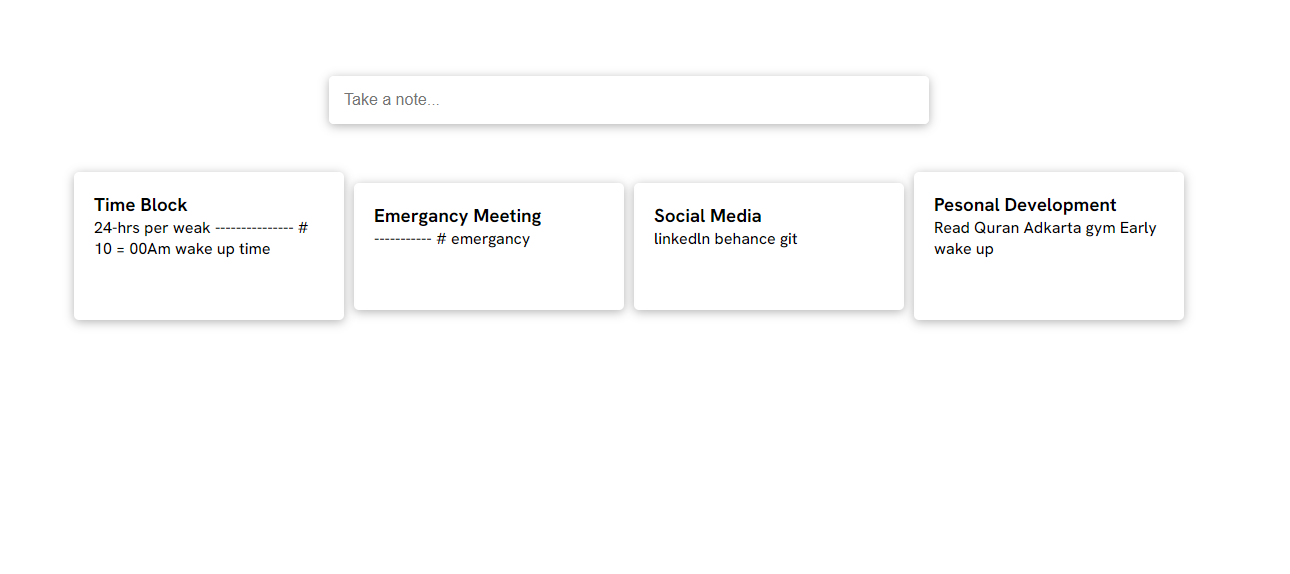 Take a note...
Time Block
24-hrs per weak --------------- #
10 = 00Am wake up time
Emergancy Meeting
----------- # emergancy
Social Media
linkedln behance git
Pesonal Development
Read Quran Adkarta gym Early
wake up